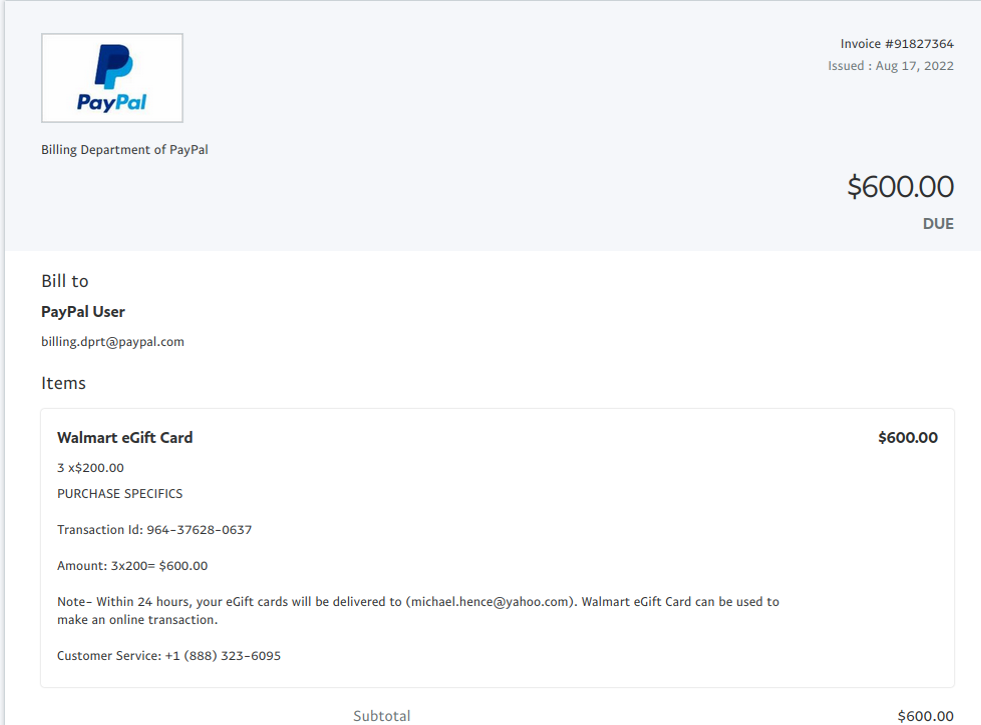 PayPal
Invoice #91827364
Issued : Aug 17, 2022
Billing Department of PayPal
$600.00
DUE
Bill to
PayPal User
billing.dprt@paypal.com
Items
Walmart eGift Card
$600.00
3 x$200.00
PURCHASE SPECIFICS
Transaction Id: 964-37628-0637
Amount: 3x200= $600.00
Note- Within 24 hours, your eGift cards will be delivered to (michael.hence@yahoo.com). Walmart eGift Card can be used to
make an online transaction.
Customer Service: +1 (888) 323-6095
Subtotal
$600.00